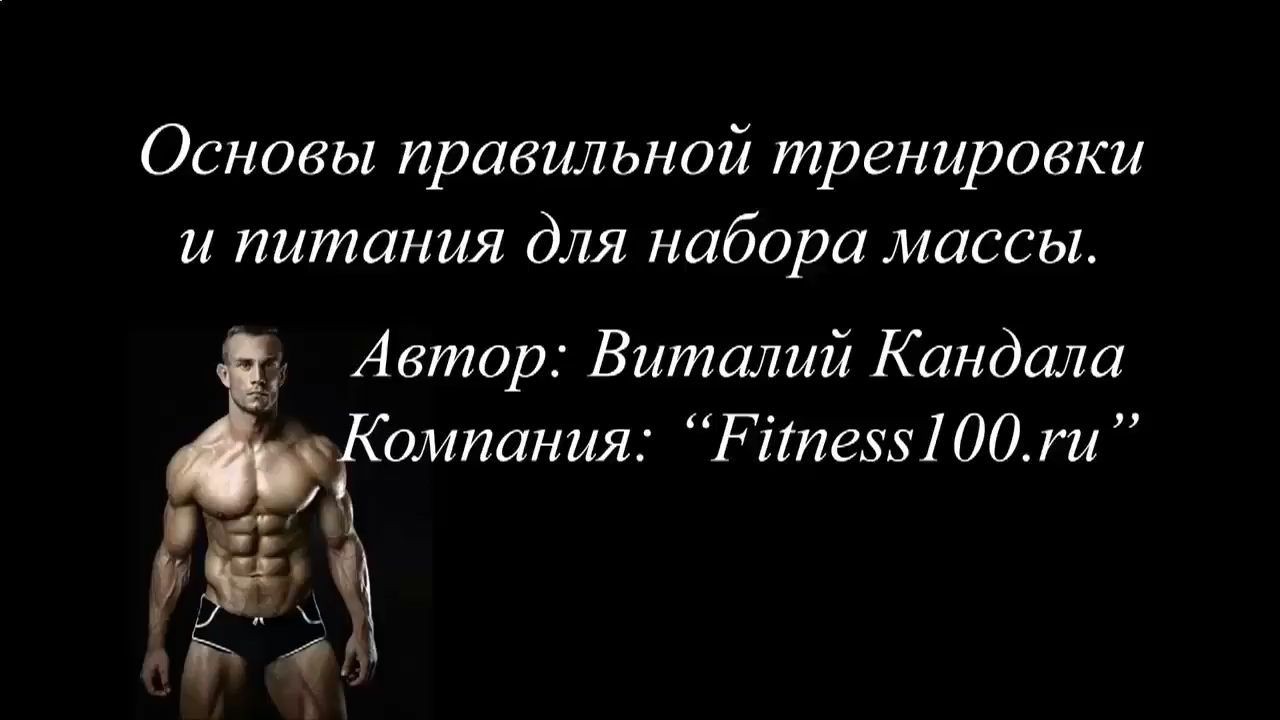 Основы правильной тренировки
и питания для набора массы.
Автор: Виталий Кандала
Компания: “Fitness100.ru”